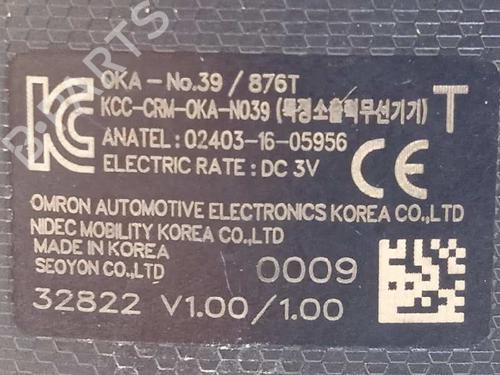 OKA-No.39 / 876T
KCC-CRM-OKA-NO39 (특정소출력무선기기)
T
ANATEL: 02403-16-05956
ELECTRIC RATE: DC 3V
CE
OMRON AUTOMOTIVE ELECTRONICS KOREA CO.,LTD
NIDEC MOBILITY KOREA CO.,LTD
MADE IN KOREA
SEOYON CO.,LTD
0009
32822 V1.00/1.00
B-PARTS